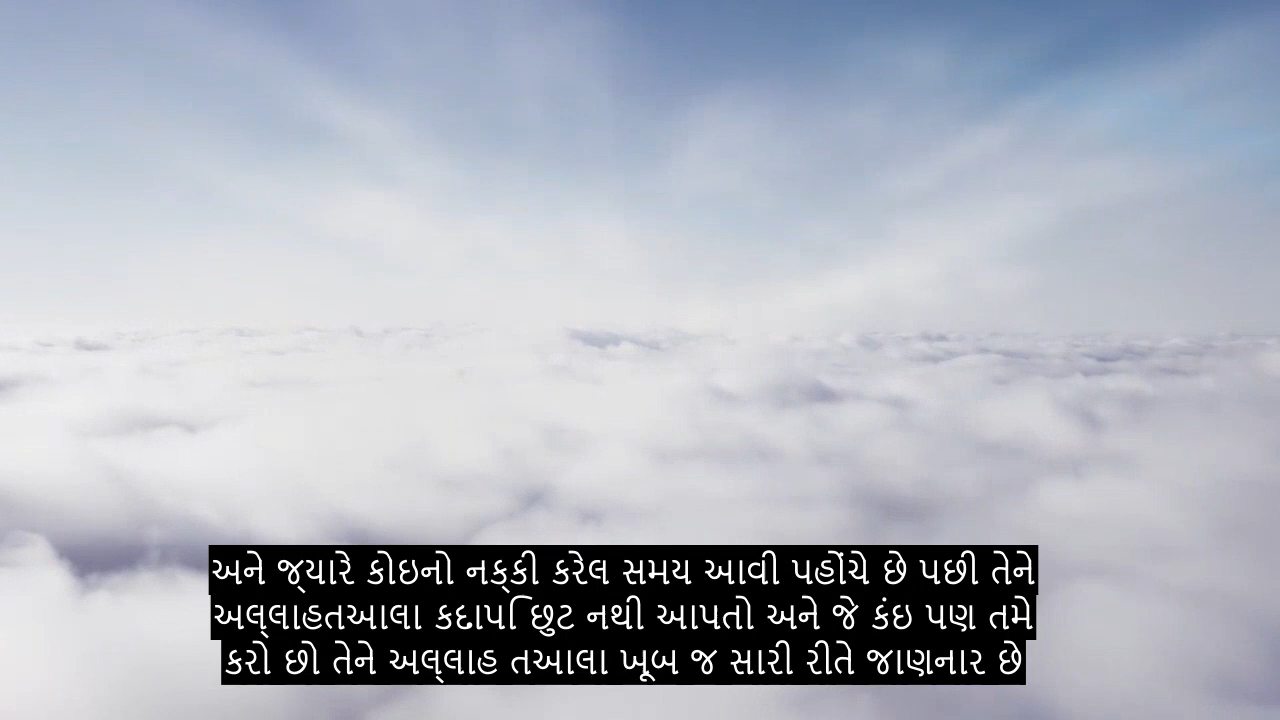 અને જ્યારે કોઇનો નક્કી કરેલ સમય આવી પહોંચે છે પછી તેને
અલ્લાહતઆલા કદાપિ છુટ નથી આપતો અને જે કંઇ પણ તમે
કરો છો તેને અલ્લાહ તઆલા ખૂબ જ સારી રીતે જાણનાર છે